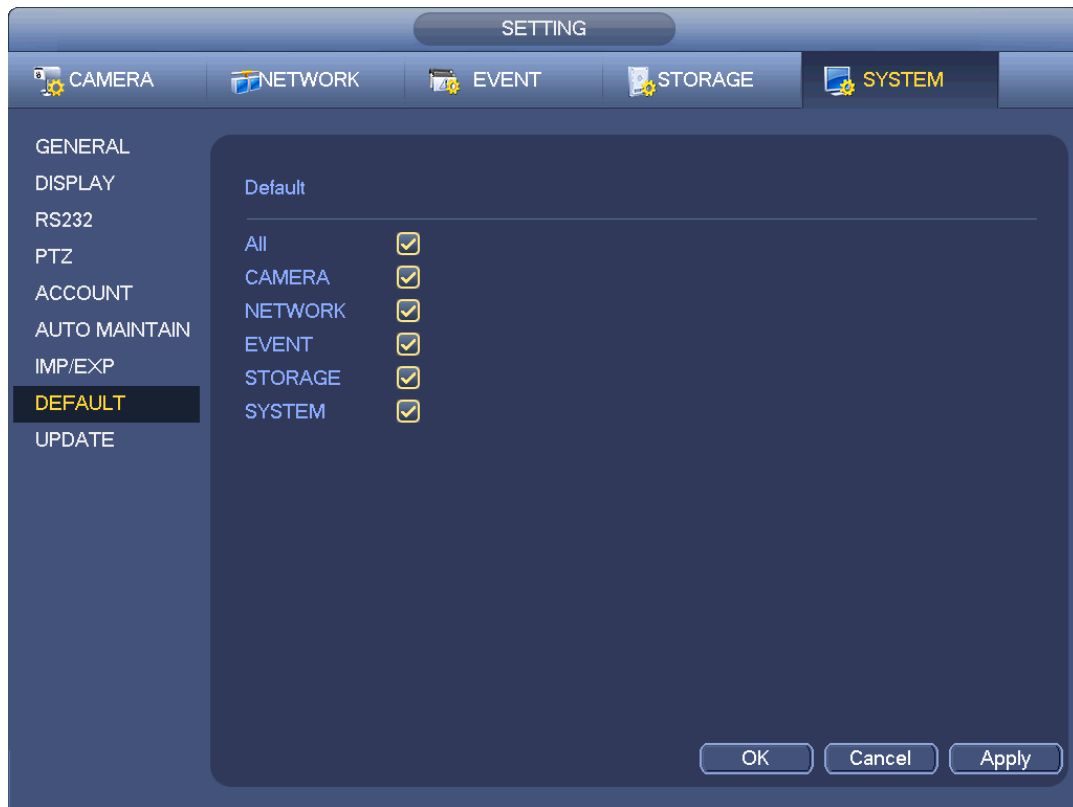 SETTING
CAMERA NETWORK EVENT STORAGE SYSTEM
GENERAL
DISPLAY
RS232
PTZ
ACCOUNT
AUTO MAINTAIN
IMP/EXP
DEFAULT
UPDATE
Default
All
CAMERA
NETWORK
EVENT
STORAGE
SYSTEM
OK Cancel Apply